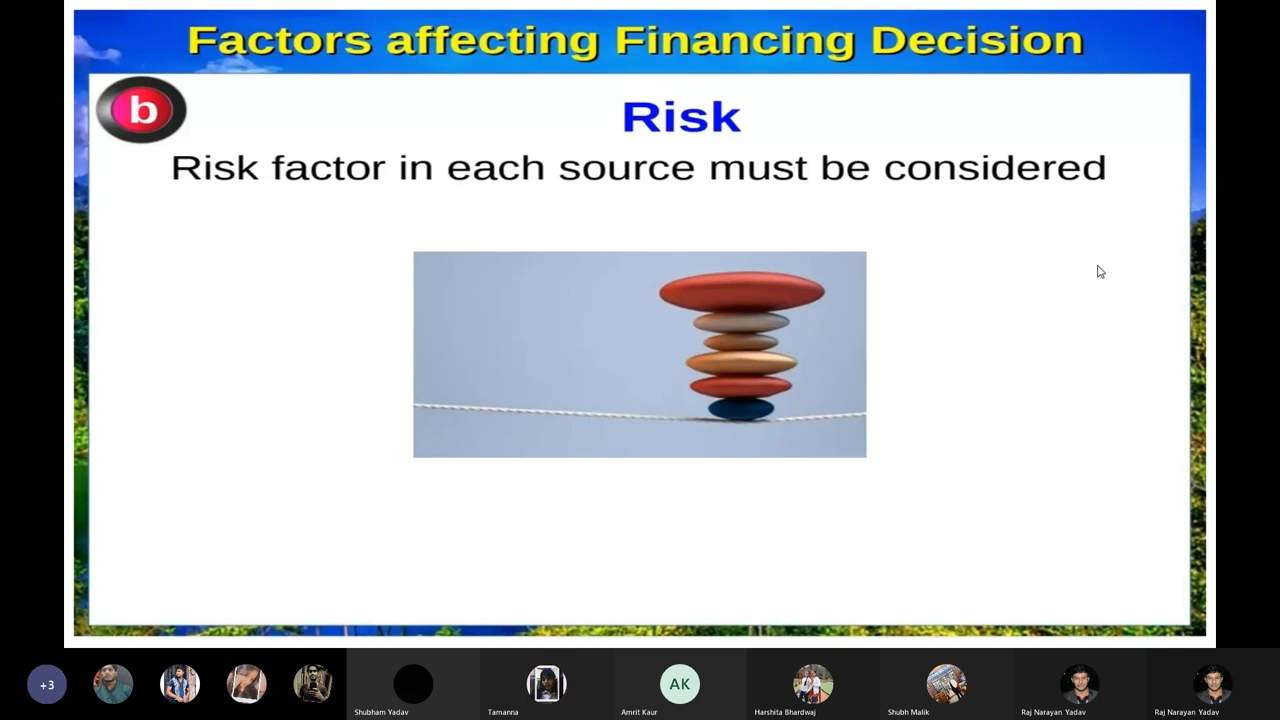 Factors affecting Financing Decision
b
Risk
Risk factor in each source must be considered
+3
AK
Shubham Yadav
Tamanna
Amrit Kaur
Harshita Bhardwaj
Shubh Malik
Raj Narayan Yadav
Raj Narayan Yadav